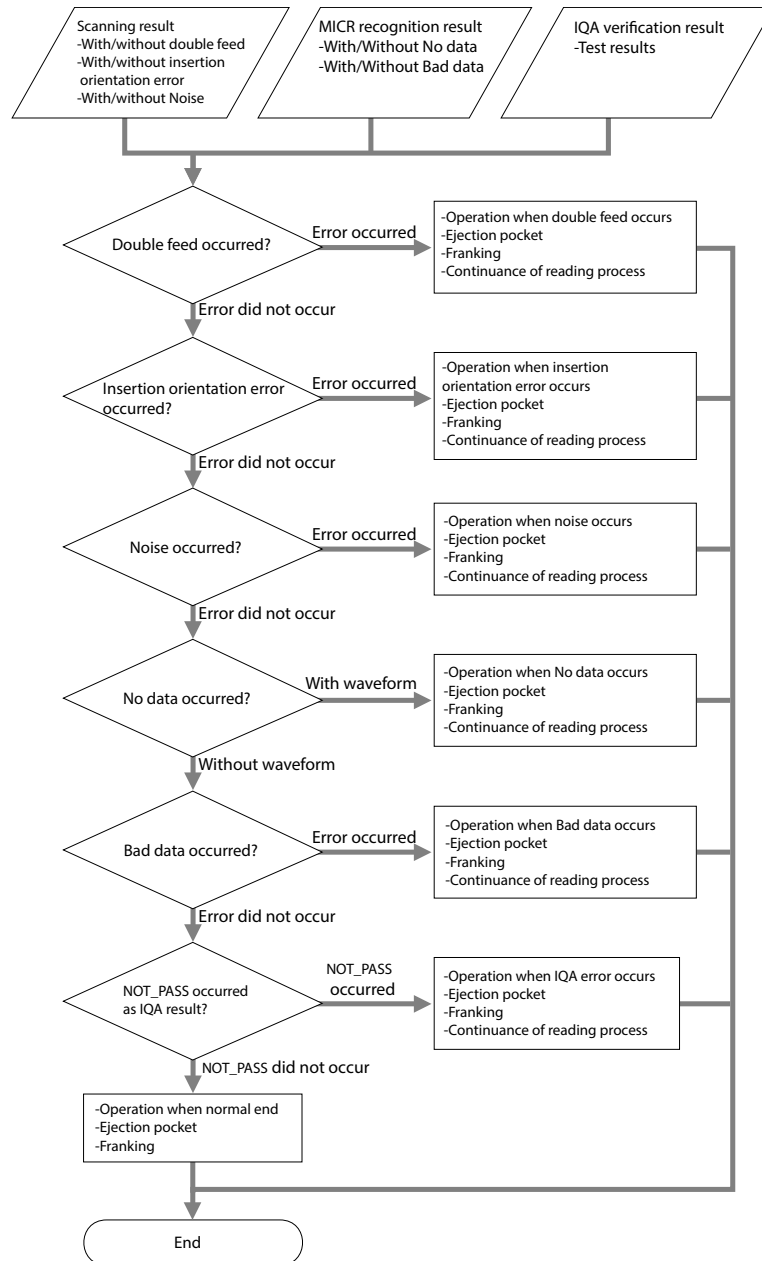 Scanning result
-With/without double feed
-With/without insertion
orientation error
-With/without Noise
MICR recognition result
-With/Without No data
-With/Without Bad data
IQA verification result
-Test results
Double feed occurred?
Error occurred
-Operation when double feed occurs
-Ejection pocket
-Franking
-Continuance of reading process
Error did not occur
Insertion orientation error
occurred?
Error occurred
-Operation when insertion
orientation error occurs
-Ejection pocket
-Franking
-Continuance of reading process
Error did not occur
Noise occurred?
Error occurred
-Operation when noise occurs
-Ejection pocket
-Franking
-Continuance of reading process
Error did not occur
No data occurred?
With waveform
-Operation when No data occurs
-Ejection pocket
-Franking
-Continuance of reading process
Without waveform
Bad data occurred?
Error occurred
-Operation when Bad data occurs
-Ejection pocket
-Franking
-Continuance of reading process
Error did not occur
NOT_PASS occurred
as IQA result?
NOT_PASS
occurred
-Operation when IQA error occurs
-Ejection pocket
-Franking
-Continuance of reading process
NOT_PASS did not occur
-Operation when normal end
-Ejection pocket
-Franking
End